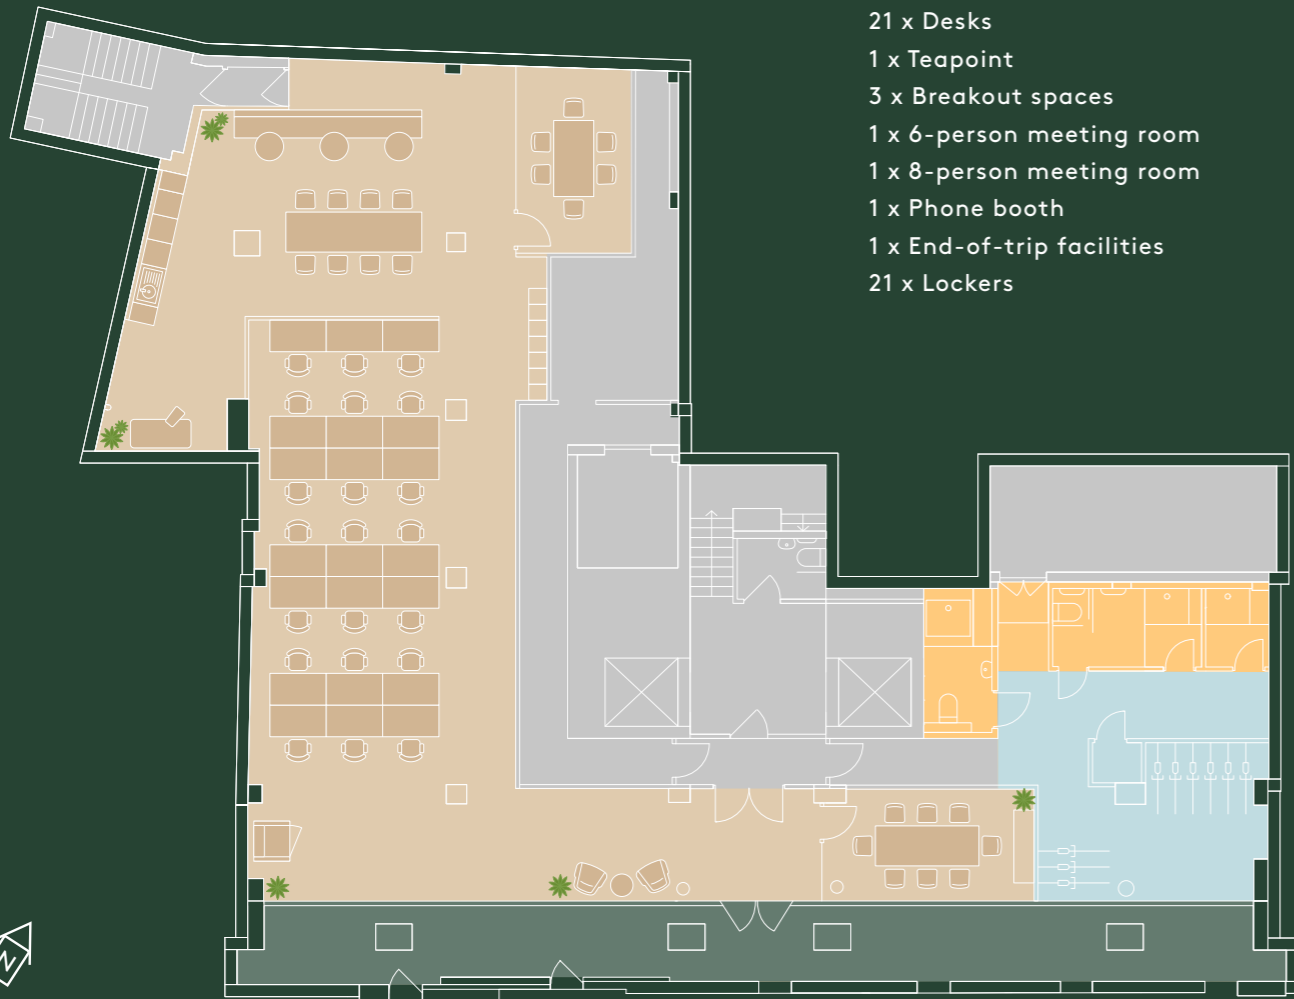 21 x Desks
1 x Teapoint
3 x Breakout spaces
1 x 6-person meeting room
1 x 8-person meeting room
1 x Phone booth
1 x End-of-trip facilities
21 x Lockers
N